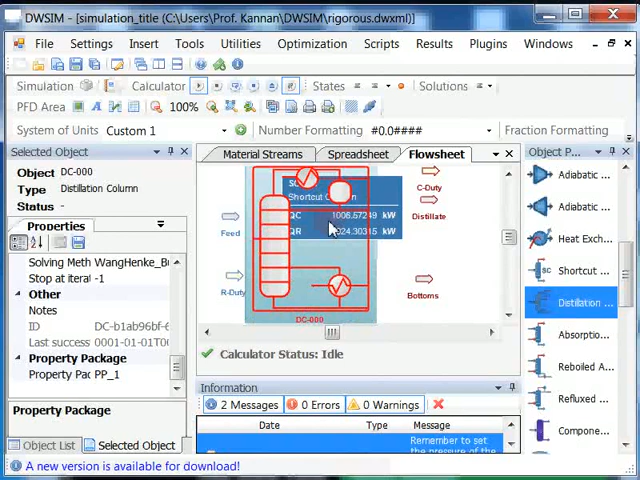 DWSIM - [simulation_title (C:\Users\Prof. Kannan\DWSIM\rigorous.dwxml)]
File Settings Insert Tools Utilities Optimization Scripts Results Plugins Windows
Simulation Calculator States Solutions
PFD Area 100%
System of Units Custom 1 Number Formatting #0.0#### Fraction Formatting
Selected Object
Object DC-000
Type Distillation Column
Status -
Properties
Solving Meth WangHenke_Bu
Stop at iterat -1
Other
Notes
ID DC-b1ab96bf-6
Last success 0001-01-01T0
Property Package
Property Pac PP_1
Property Package
Object List Selected Object
Material Streams Spreadsheet Flowsheet
Shortcut
QC 1006.57249 kW
QR kW
Feed
R-Duty
C-Duty
Distillate
Bottoms
DC-000
Calculator Status: Idle
Information
2 Messages 0 Errors 0 Warnings
Date Type Message
Remember to set
the pressure of the
Object P...
Adiabatic ...
Adiabatic ...
Heat Exch...
Shortcut ...
Distillation ...
Absorptio...
Reboiled A...
Refluxed ...
Compone...
A new version is available for download!